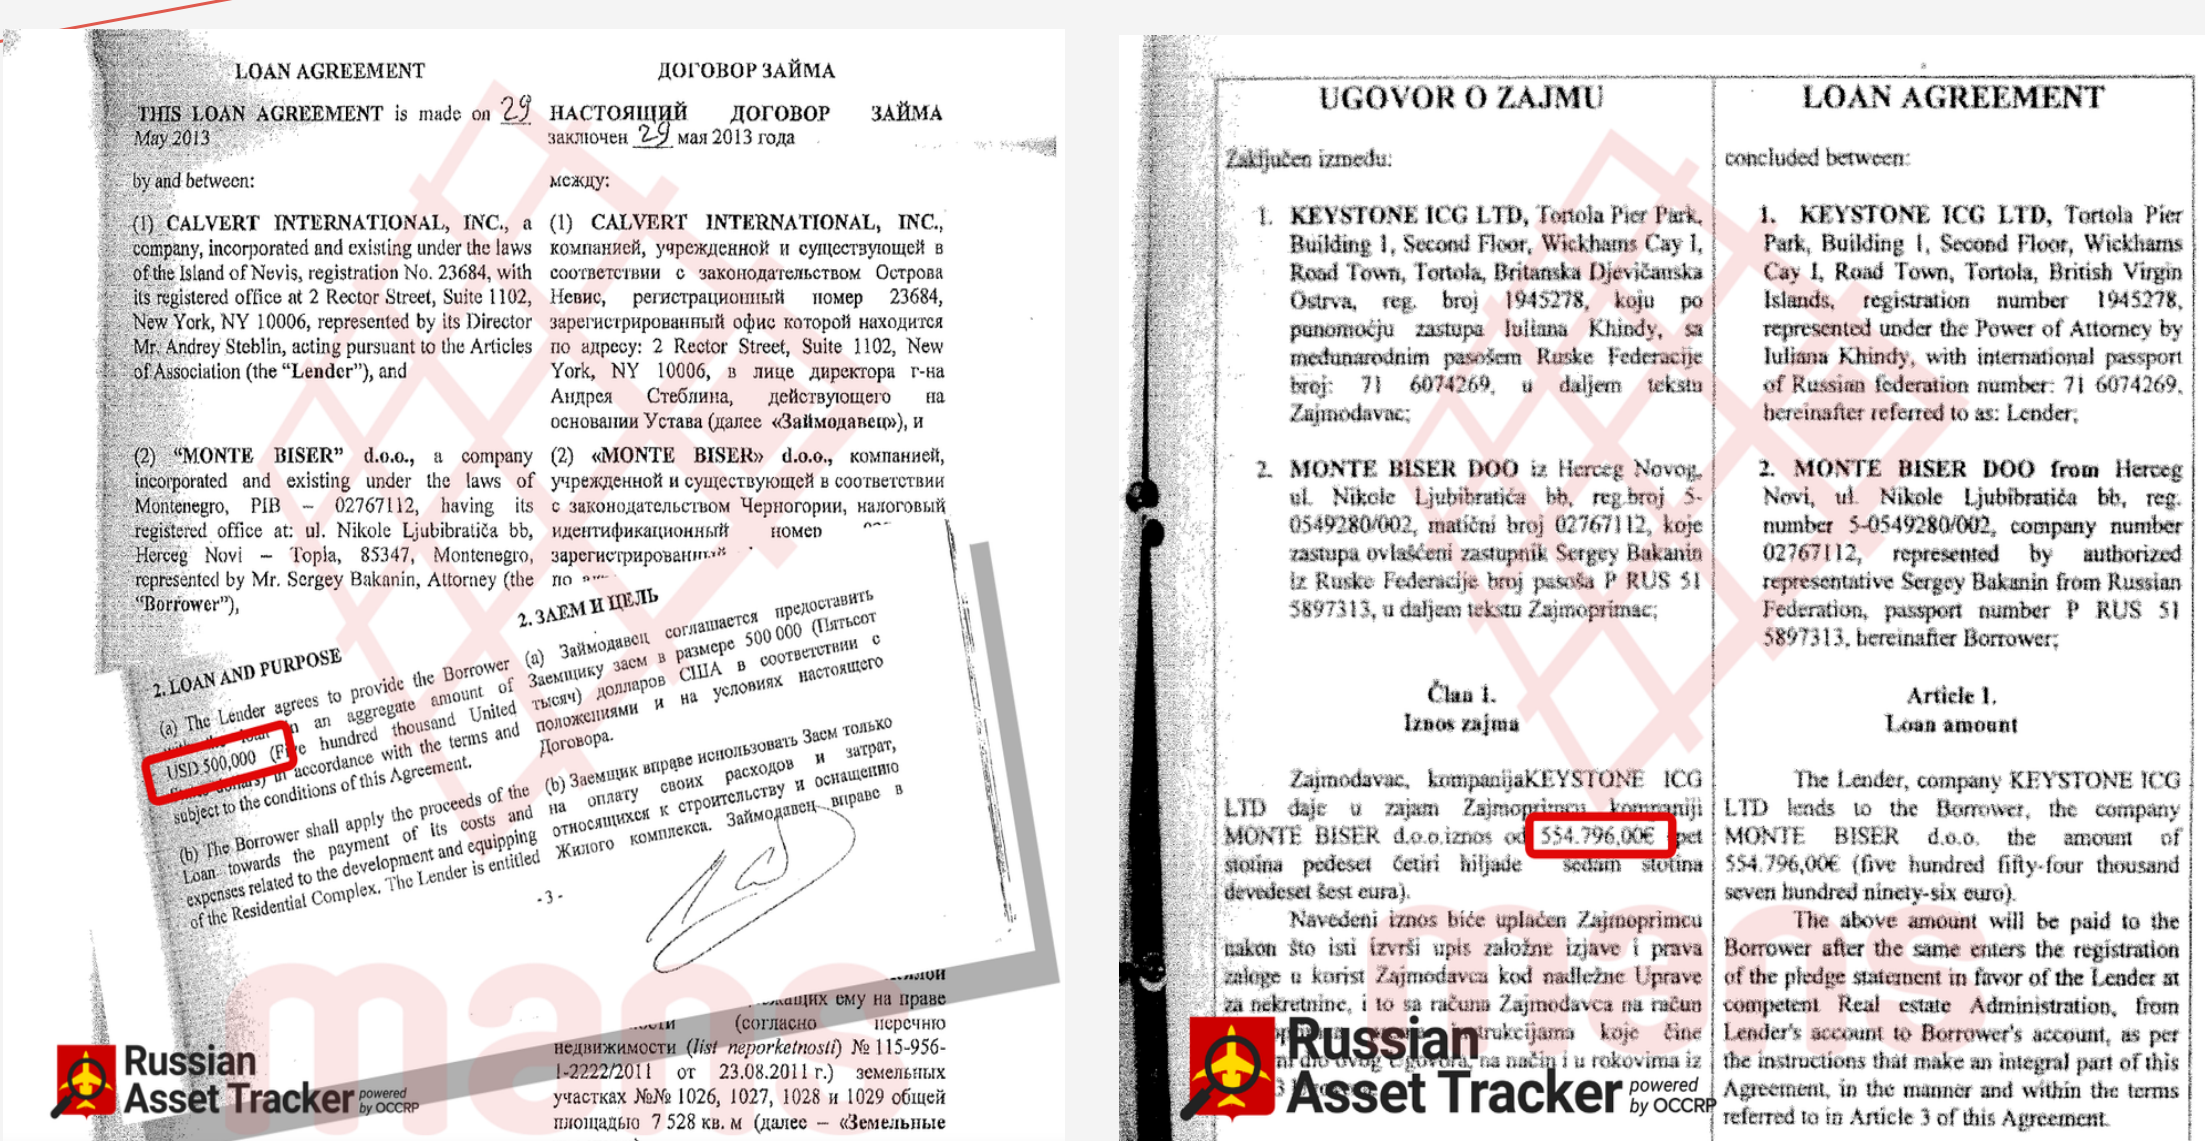 LOAN AGREEMENT
THIS LOAN AGREEMENT is made on 29
May 2013
by and between:
(1) CALVERT INTERNATIONAL, INC., a
company, incorporated and existing under the laws
of the Island of Nevis, registration No. 23684, with
its registered office at 2 Rector Street, Suite 1102,
New York, NY 10006, represented by its Director
Mr. Andrey Steblin, acting pursuant to the Articles
of Association (the “Lender”), and
(2) “MONTE BISER” d.o.o., a company
incorporated and existing under the laws of
Montenegro, PIB – 02767112, having its
registered office at: ul. Nikole Ljubibratića bb,
Herceg Novi – Topla, 85347, Montenegro,
represented by Mr. Sergey Bakanin, Attorney (the
“Borrower”),
ДОГОВОР ЗАЙМА
НАСТОЯЩИЙ ДОГОВОР ЗАЙМА
заключен 29 мая 2013 года
между:
(1) CALVERT INTERNATIONAL, INC.,
компанией, учрежденной и существующей в
соответствии с законодательством Острова
Невис, регистрационный номер 23684,
зарегистрированный офис которой находится
по адресу: 2 Rector Street, Suite 1102, New
York, NY 10006, в лице директора г-на
Андрея Стеблина, действующего на
основании Устава (далее «Займодавец»), и
(2) «MONTE BISER» d.o.o., компанией,
учрежденной и существующей в соответствии
с законодательством Черногории, налоговый
идентификационный номер
зарегистрированный
по
2. LOAN AND PURPOSE
(a) The Lender agrees to provide the Borrower
an aggregate amount of
USD 500,000 (Five hundred thousand United
in accordance with the terms and
subject to the conditions of this Agreement.
(b) The Borrower shall apply the proceeds of the
Loan towards the payment of its costs and
expenses related to the development and equipping
of the Residential Complex. The Lender is entitled
2. ЗАЕМ И ЦЕЛЬ
(a) Займодавец соглашается предоставить
Заемщику заем в размере 500 000 (Пятьсот
тысяч) долларов США в соответствии с
положениями и на условиях настоящего
Договора.
(b) Заемщик вправе использовать Заем только
на оплату своих расходов и затрат,
относящихся к строительству и оснащению
Жилого комплекса. Займодавец вправе в
- 3 -
ему на праве
(согласно перечню
недвижимости (list neporketnosti) № 115-956-
1-2222/2011 от 23.08.2011 г.) земельных
участках №№ 1026, 1027, 1028 и 1029 общей
площадью 7 528 кв. м (далее – «Земельные
mans
Russian
Asset Tracker powered
by OCCRP
UGOVOR O ZAJMU
Zaključen između:
1. KEYSTONE ICG LTD, Tortola Pier Park,
Building 1, Second Floor, Wickhams Cay I,
Road Town, Tortola, Britanska Djevičanska
Ostrva, reg. broj 1945278, koju po
punomoćju zastupa Iuliana Khindy, sa
međunarodnim pasošem Ruske Federacije
broj: 71 6074269, u daljem tekstu
Zajmodavac;
2. MONTE BISER DOO iz Herceg Novog,
ul. Nikole Ljubibratića bb, reg.broj 5-
0549280/002, matični broj 02767112, koje
zastupa ovlašćeni zastupnik Sergey Bakanin
iz Ruske Federacije broj pasoša P RUS 51
5897313, u daljem tekstu Zajmoprimac;
Član 1.
Iznos zajma
Zajmodavac, kompanijaKEYSTONE ICG
LTD daje u zajam Zajmoprimcu kompaniji
MONTE BISER d.o.o.iznos od 554.796,00€ pet
stotina pedeset četiri hiljade sedam stotina
devedeset šest eura).
Navedeni iznos biće uplaćen Zajmoprimcu
nakon što isti izvrši upis založne izjave i prava
zaloge u korist Zajmodavca kod nadležne Uprave
za nekretnine, i to sa računa Zajmodavca na račun
koje čine
na način i u rokovima iz
LOAN AGREEMENT
concluded between:
1. KEYSTONE ICG LTD, Tortola Pier
Park, Building 1, Second Floor, Wickhams
Cay I, Road Town, Tortola, British Virgin
Islands, registration number 1945278,
represented under the Power of Attorney by
Iuliana Khindy, with international passport
of Russian federation number: 71 6074269,
hereinafter referred to as: Lender;
2. MONTE BISER DOO from Herceg
Novi, ul. Nikole Ljubibratića bb, reg.
number 5-0549280/002, company number
02767112, represented by authorized
representative Sergey Bakanin from Russian
Federation, passport number P RUS 51
5897313, hereinafter Borrower;
Article 1.
Loan amount
The Lender, company KEYSTONE ICG
LTD lends to the Borrower, the company
MONTE BISER d.o.o. the amount of
554.796,00€ (five hundred fifty-four thousand
seven hundred ninety-six euro).
The above amount will be paid to the
Borrower after the same enters the registration
of the pledge statement in favor of the Lender at
competent Real estate Administration, from
Lender's account to Borrower's account, as per
the instructions that make an integral part of this
Agreement, in the manner and within the terms
referred to in Article 3 of this Agreement.
mans
Russian
Asset Tracker powered
by OCCRP